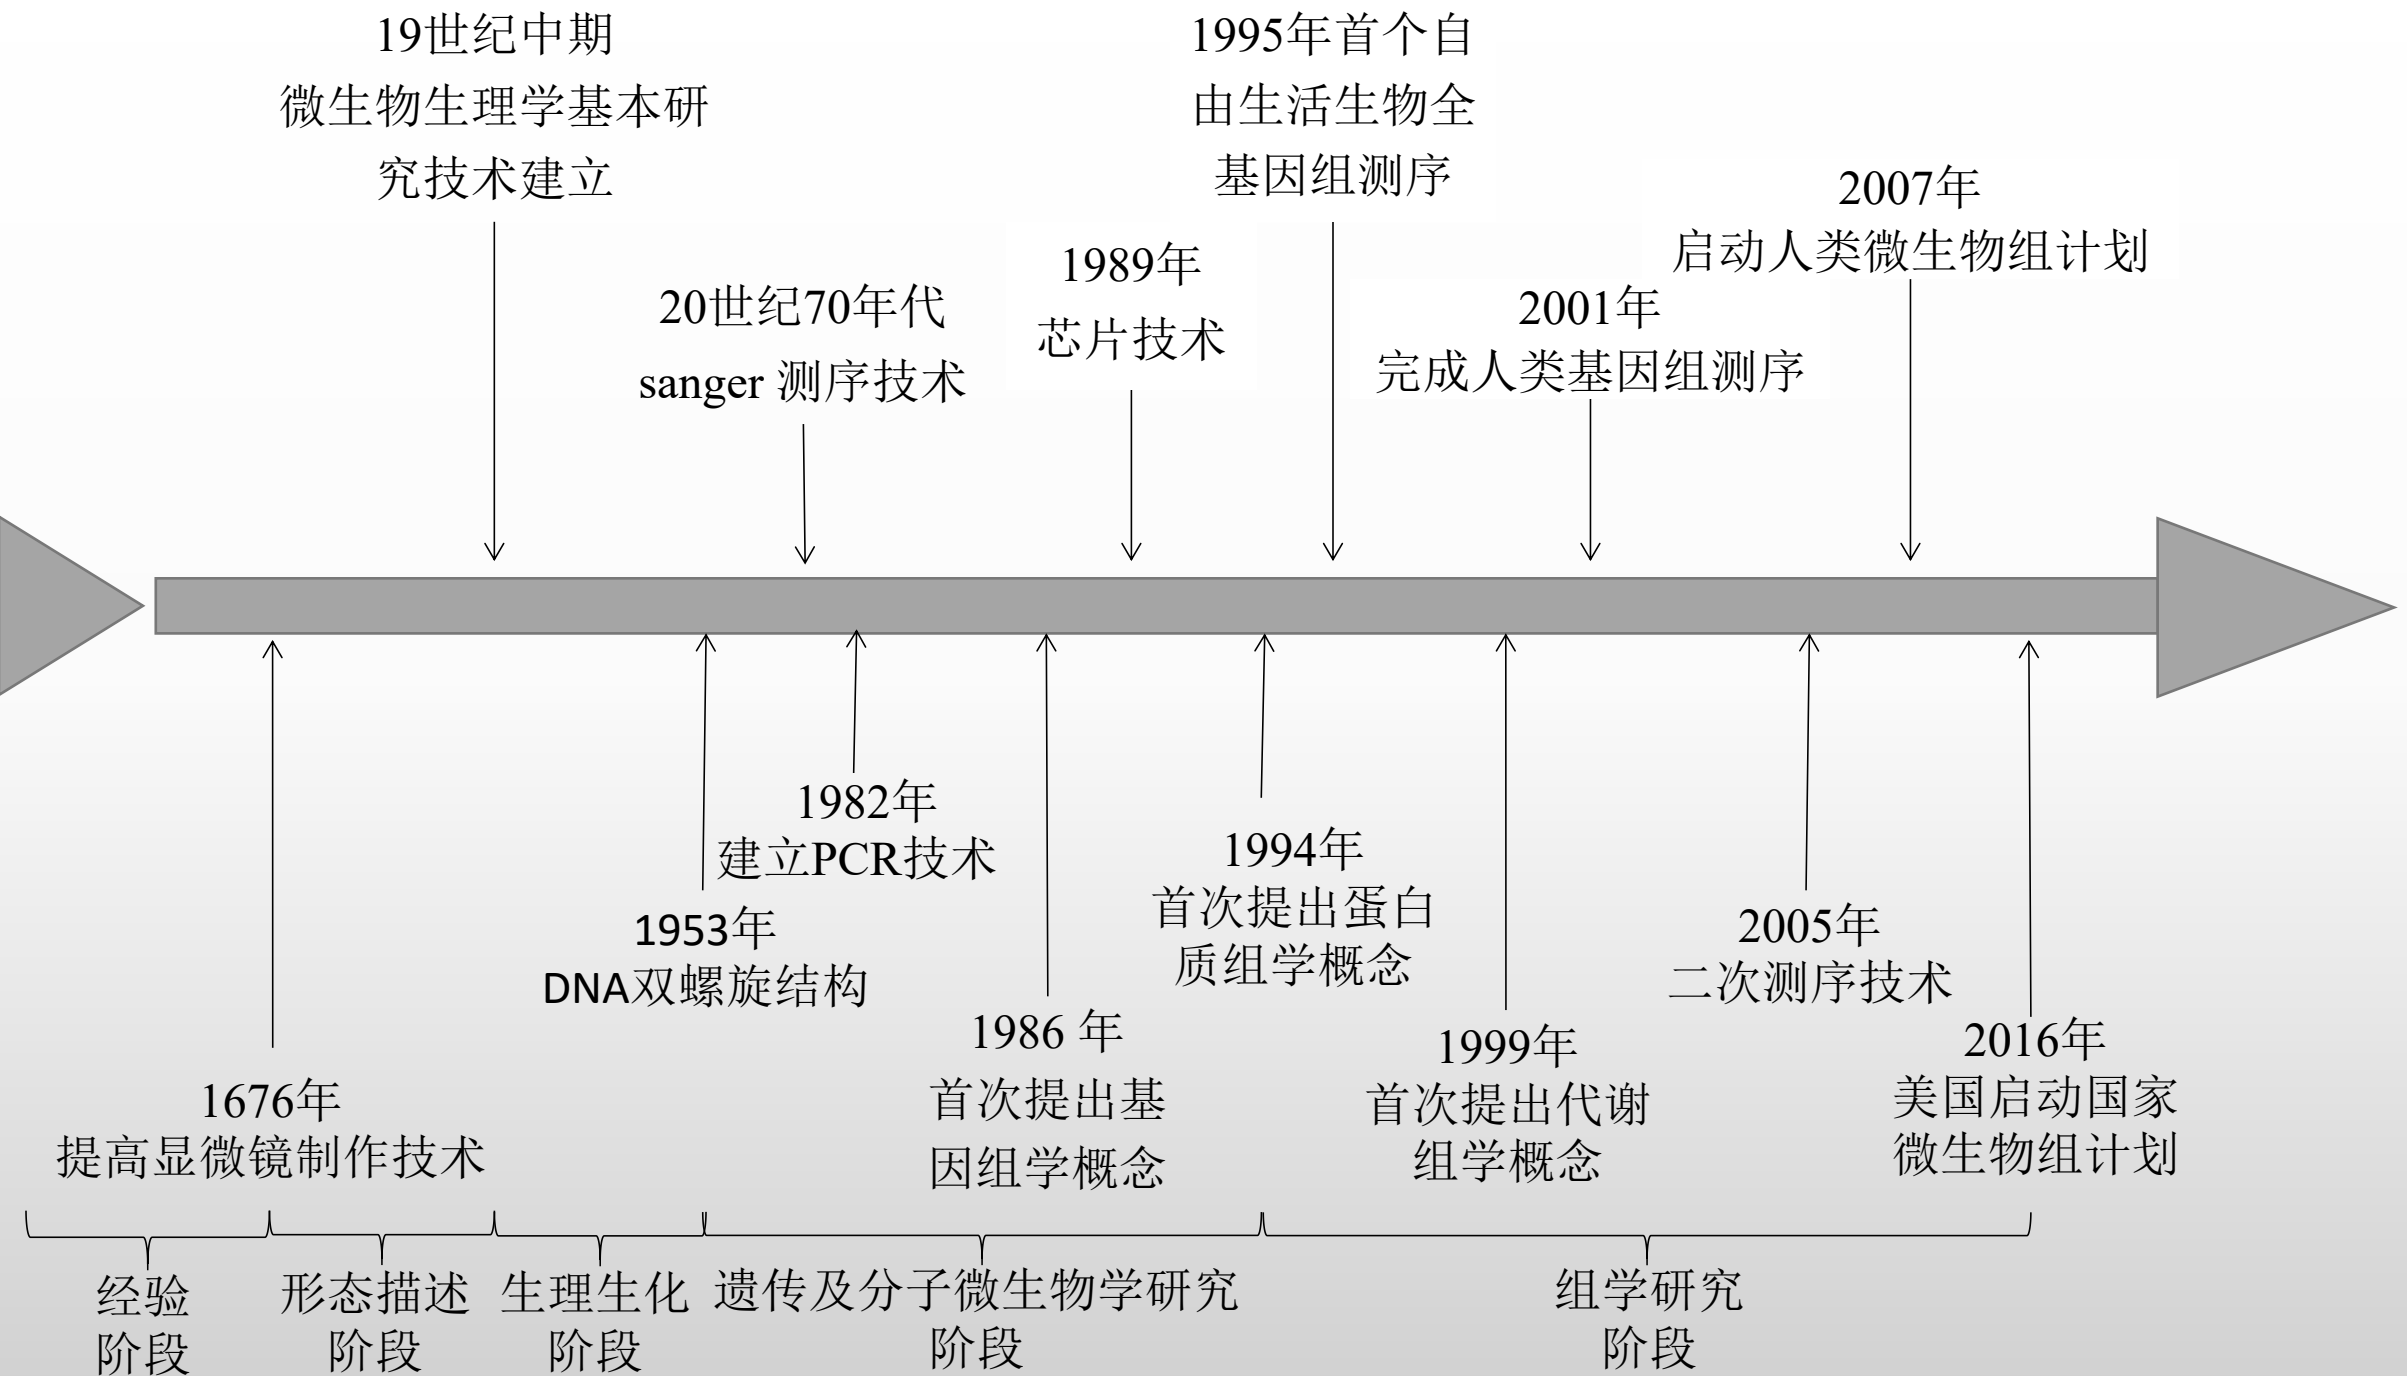 19世纪中期
微生物生理学基本研
究技术建立
20世纪70年代
sanger 测序技术
1989年
芯片技术
1995年首个自
由生活生物全
基因组测序
2001年
完成人类基因组测序
2007年
启动人类微生物组计划
1676年
提高显微镜制作技术
1953年
DNA双螺旋结构
1982年
建立PCR技术
1986 年
首次提出基
因组学概念
1994年
首次提出蛋白
质组学概念
1999年
首次提出代谢
组学概念
2005年
二次测序技术
2016年
美国启动国家
微生物组计划
经验
阶段
形态描述
阶段
生理生化
阶段
遗传及分子微生物学研究
阶段
组学研究
阶段